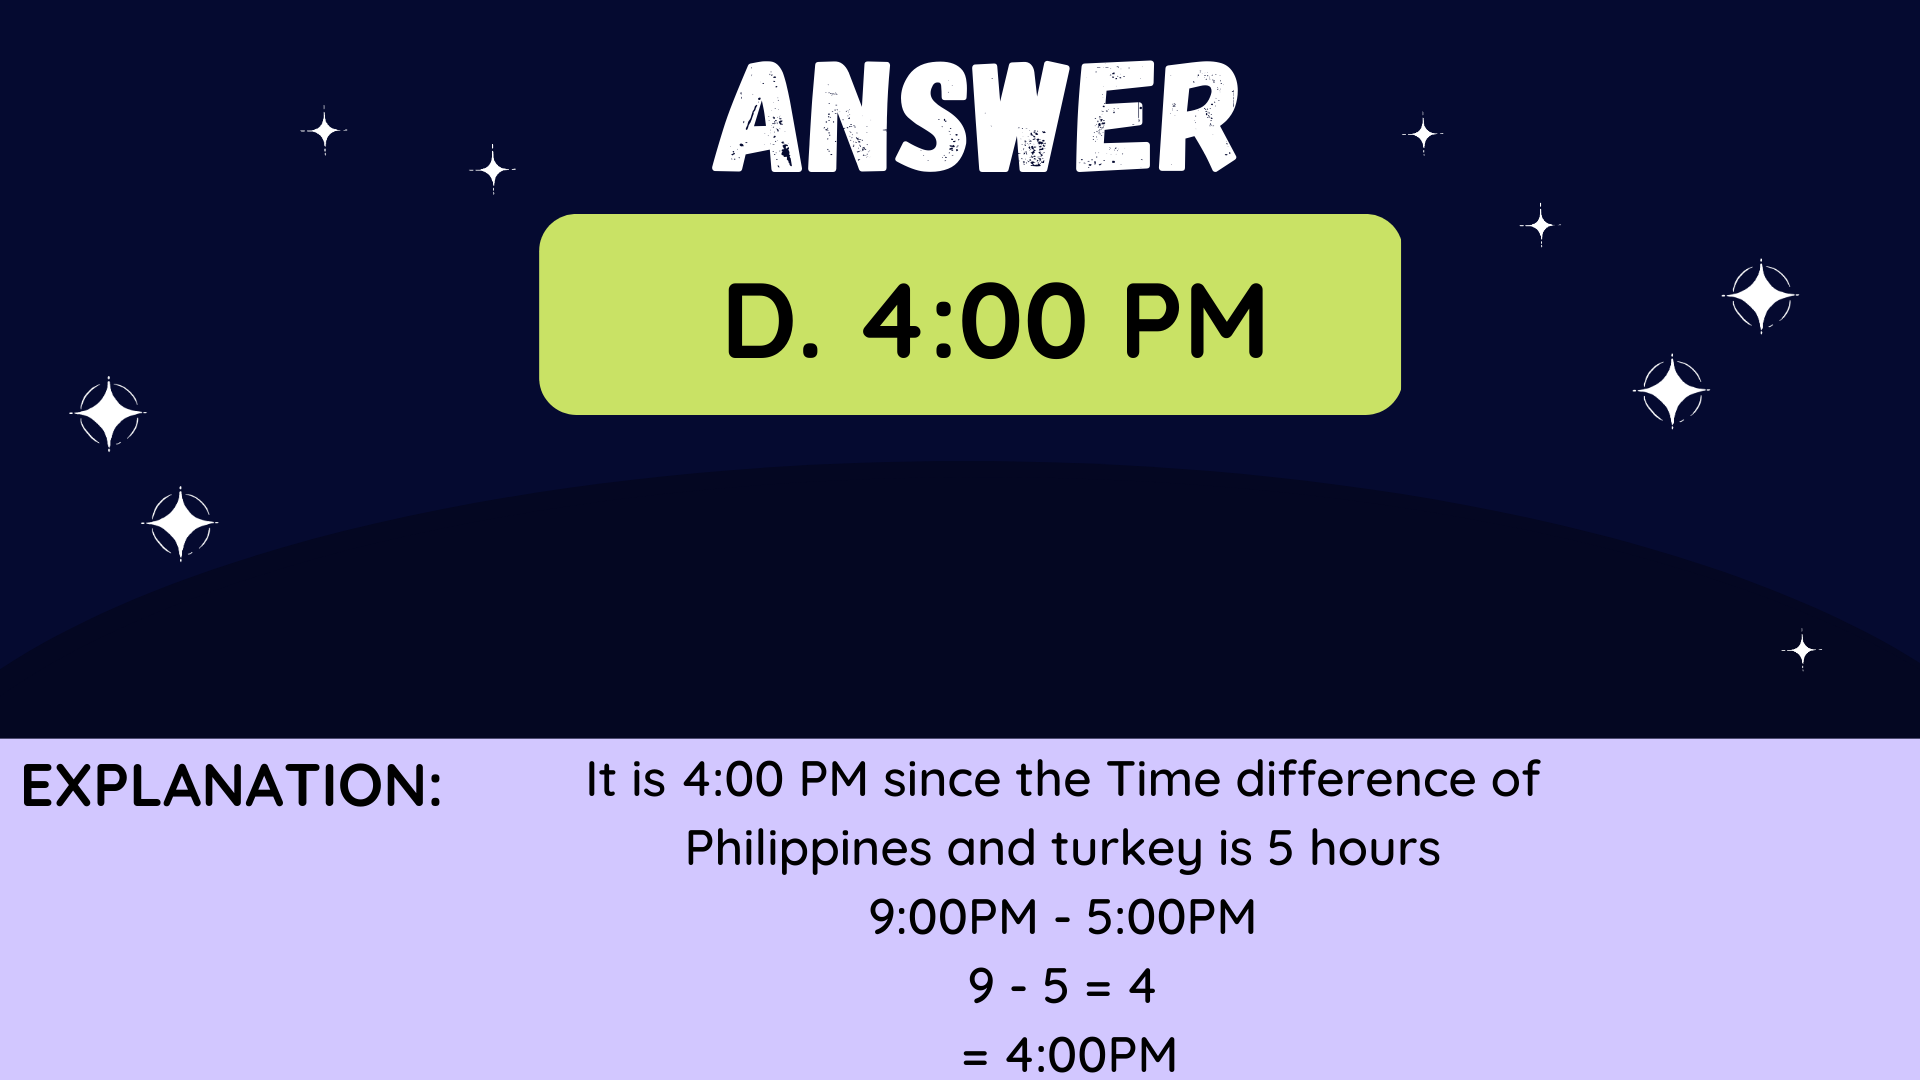 ANSWER
D. 4:00 PM
EXPLANATION:
It is 4:00 PM since the Time difference of
Philippines and turkey is 5 hours
9:00PM - 5:00PM
9 - 5 = 4
= 4:00PM